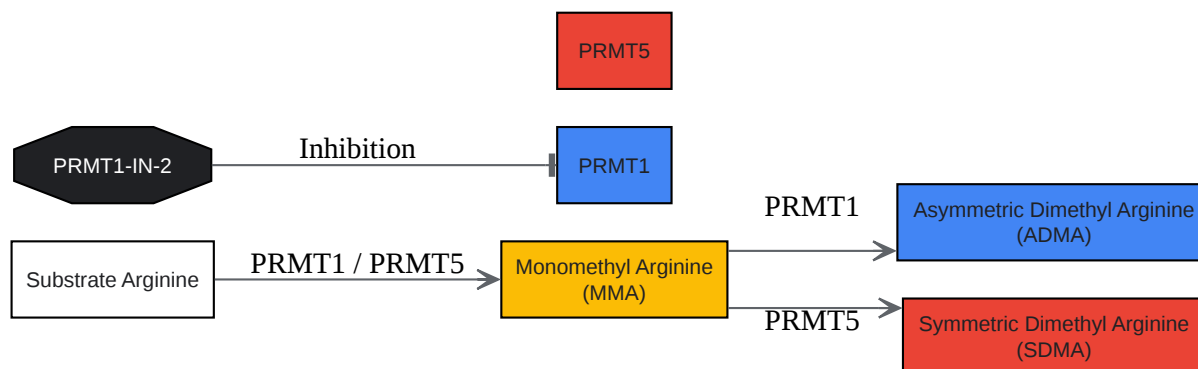 PRMT5
PRMT1-IN-2
Inhibition
PRMT1
Substrate Arginine
PRMT1 / PRMT5
Monomethyl Arginine
(MMA)
PRMT1
Asymmetric Dimethyl Arginine
(ADMA)
PRMT5
Symmetric Dimethyl Arginine
(SDMA)